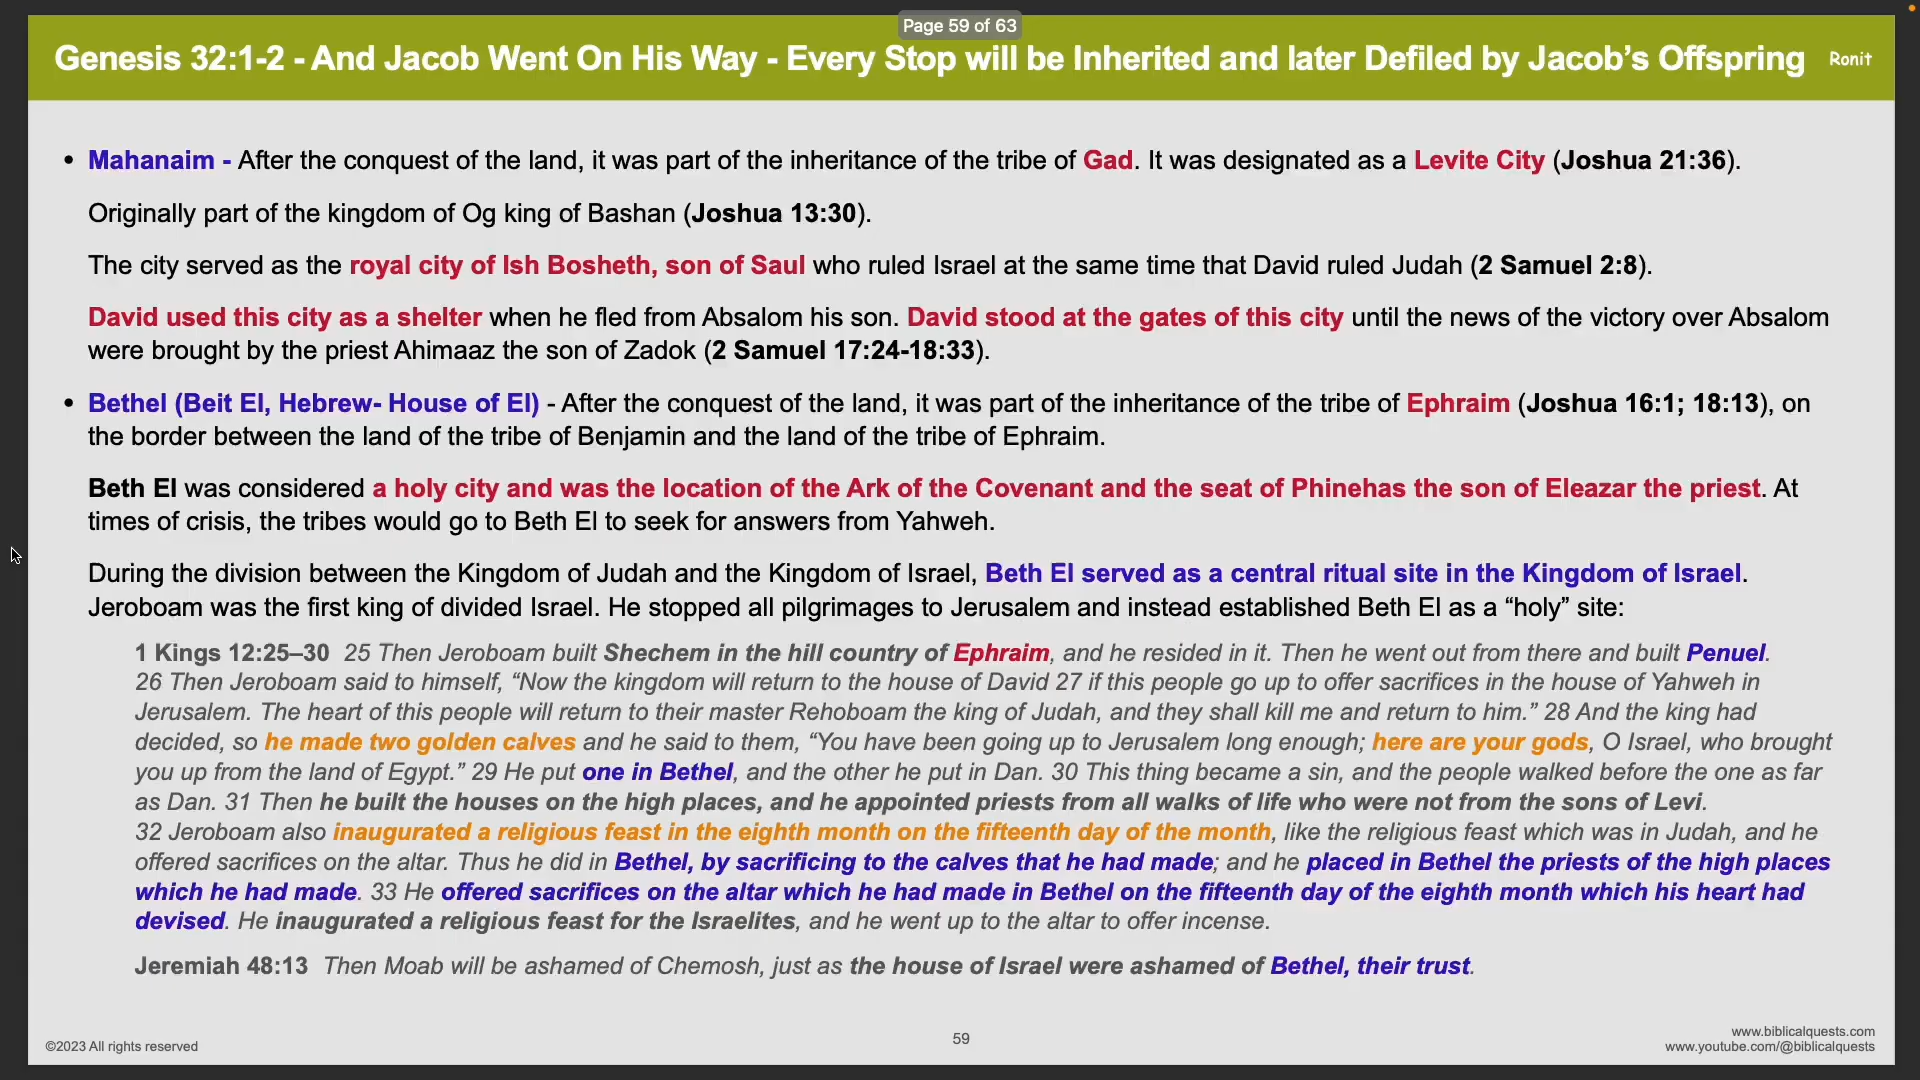 Page 59 of 63
Genesis 32:1-2 - And Jacob Went On His Way - Every Stop will be Inherited and later Defiled by Jacob’s Offspring Ronit
• Mahanaim - After the conquest of the land, it was part of the inheritance of the tribe of Gad. It was designated as a Levite City (Joshua 21:36).
Originally part of the kingdom of Og king of Bashan (Joshua 13:30).
The city served as the royal city of Ish Bosheth, son of Saul who ruled Israel at the same time that David ruled Judah (2 Samuel 2:8).
David used this city as a shelter when he fled from Absalom his son. David stood at the gates of this city until the news of the victory over Absalom
were brought by the priest Ahimaaz the son of Zadok (2 Samuel 17:24-18:33).
• Bethel (Beit El, Hebrew- House of El) - After the conquest of the land, it was part of the inheritance of the tribe of Ephraim (Joshua 16:1; 18:13), on
the border between the land of the tribe of Benjamin and the land of the tribe of Ephraim.
Beth El was considered a holy city and was the location of the Ark of the Covenant and the seat of Phinehas the son of Eleazar the priest. At
times of crisis, the tribes would go to Beth El to seek for answers from Yahweh.
During the division between the Kingdom of Judah and the Kingdom of Israel, Beth El served as a central ritual site in the Kingdom of Israel.
Jeroboam was the first king of divided Israel. He stopped all pilgrimages to Jerusalem and instead established Beth El as a “holy” site:
1 Kings 12:25–30 25 Then Jeroboam built Shechem in the hill country of Ephraim, and he resided in it. Then he went out from there and built Penuel.
26 Then Jeroboam said to himself, “Now the kingdom will return to the house of David 27 if this people go up to offer sacrifices in the house of Yahweh in
Jerusalem. The heart of this people will return to their master Rehoboam the king of Judah, and they shall kill me and return to him.” 28 And the king had
decided, so he made two golden calves and he said to them, “You have been going up to Jerusalem long enough; here are your gods, O Israel, who brought
you up from the land of Egypt.” 29 He put one in Bethel, and the other he put in Dan. 30 This thing became a sin, and the people walked before the one as far
as Dan. 31 Then he built the houses on the high places, and he appointed priests from all walks of life who were not from the sons of Levi.
32 Jeroboam also inaugurated a religious feast in the eighth month on the fifteenth day of the month, like the religious feast which was in Judah, and he
offered sacrifices on the altar. Thus he did in Bethel, by sacrificing to the calves that he had made; and he placed in Bethel the priests of the high places
which he had made. 33 He offered sacrifices on the altar which he had made in Bethel on the fifteenth day of the eighth month which his heart had
devised. He inaugurated a religious feast for the Israelites, and he went up to the altar to offer incense.
Jeremiah 48:13 Then Moab will be ashamed of Chemosh, just as the house of Israel were ashamed of Bethel, their trust.
©2023 All rights reserved
59
www.biblicalquests.com
www.youtube.com/@biblicalquests